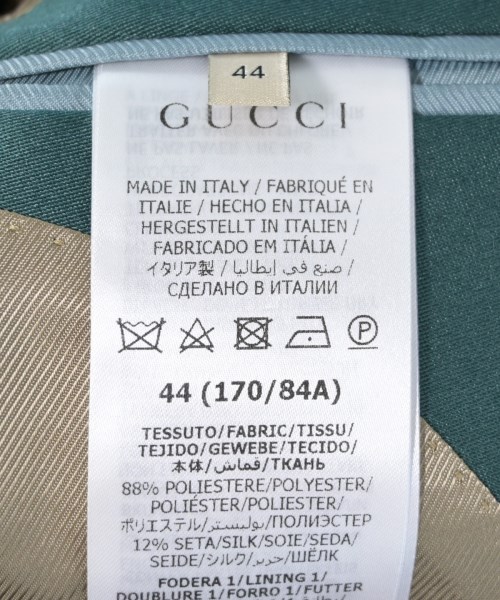 44
GUCCI
MADE IN ITALY / FABRIQUÉ EN
ITALIE / HECHO EN ITALIA /
HERGESTELLT IN ITALIEN /
FABRICADO EM ITÁLIA /
イタリア製 / صنع في إيطاليا /
СДЕЛАНО В ИТАЛИИ
P
44 (170/84A)
TESSUTO/FABRIC/TISSU/
TEJIDO/GEWEBE/TECIDO/
本体/قماش/ТКАНЬ
88% POLIESTERE/POLYESTER/
POLIÉSTER/POLIESTER/
ポリエステル/بوليستر/ПОЛИЭСТЕР
12% SETA/SILK/SOIE/SEDA/
SEIDE/シルク/حرير/ШЁЛК
FODERA 1/LINING 1/
DOUBLURE 1/FORRO 1/FUTTER